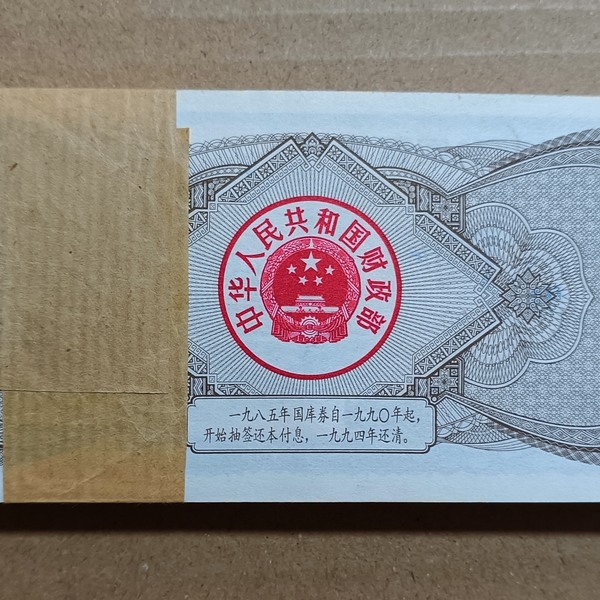 中华人民共和国财政部
一九八五年国库券自一九九〇年起，
开始抽签还本付息，一九九四年还清。